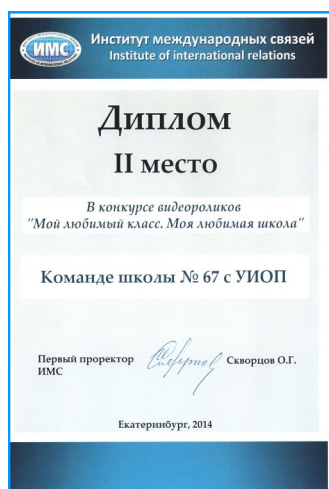 ИМС
Институт международных связей
Institute of international relations
Диплом
II место
В конкурсе видеороликов
"Мой любимый класс. Моя любимая школа"
Команде школы № 67 с УИОП
Первый проректор
ИМС
Скворцов О.Г.
Екатеринбург, 2014